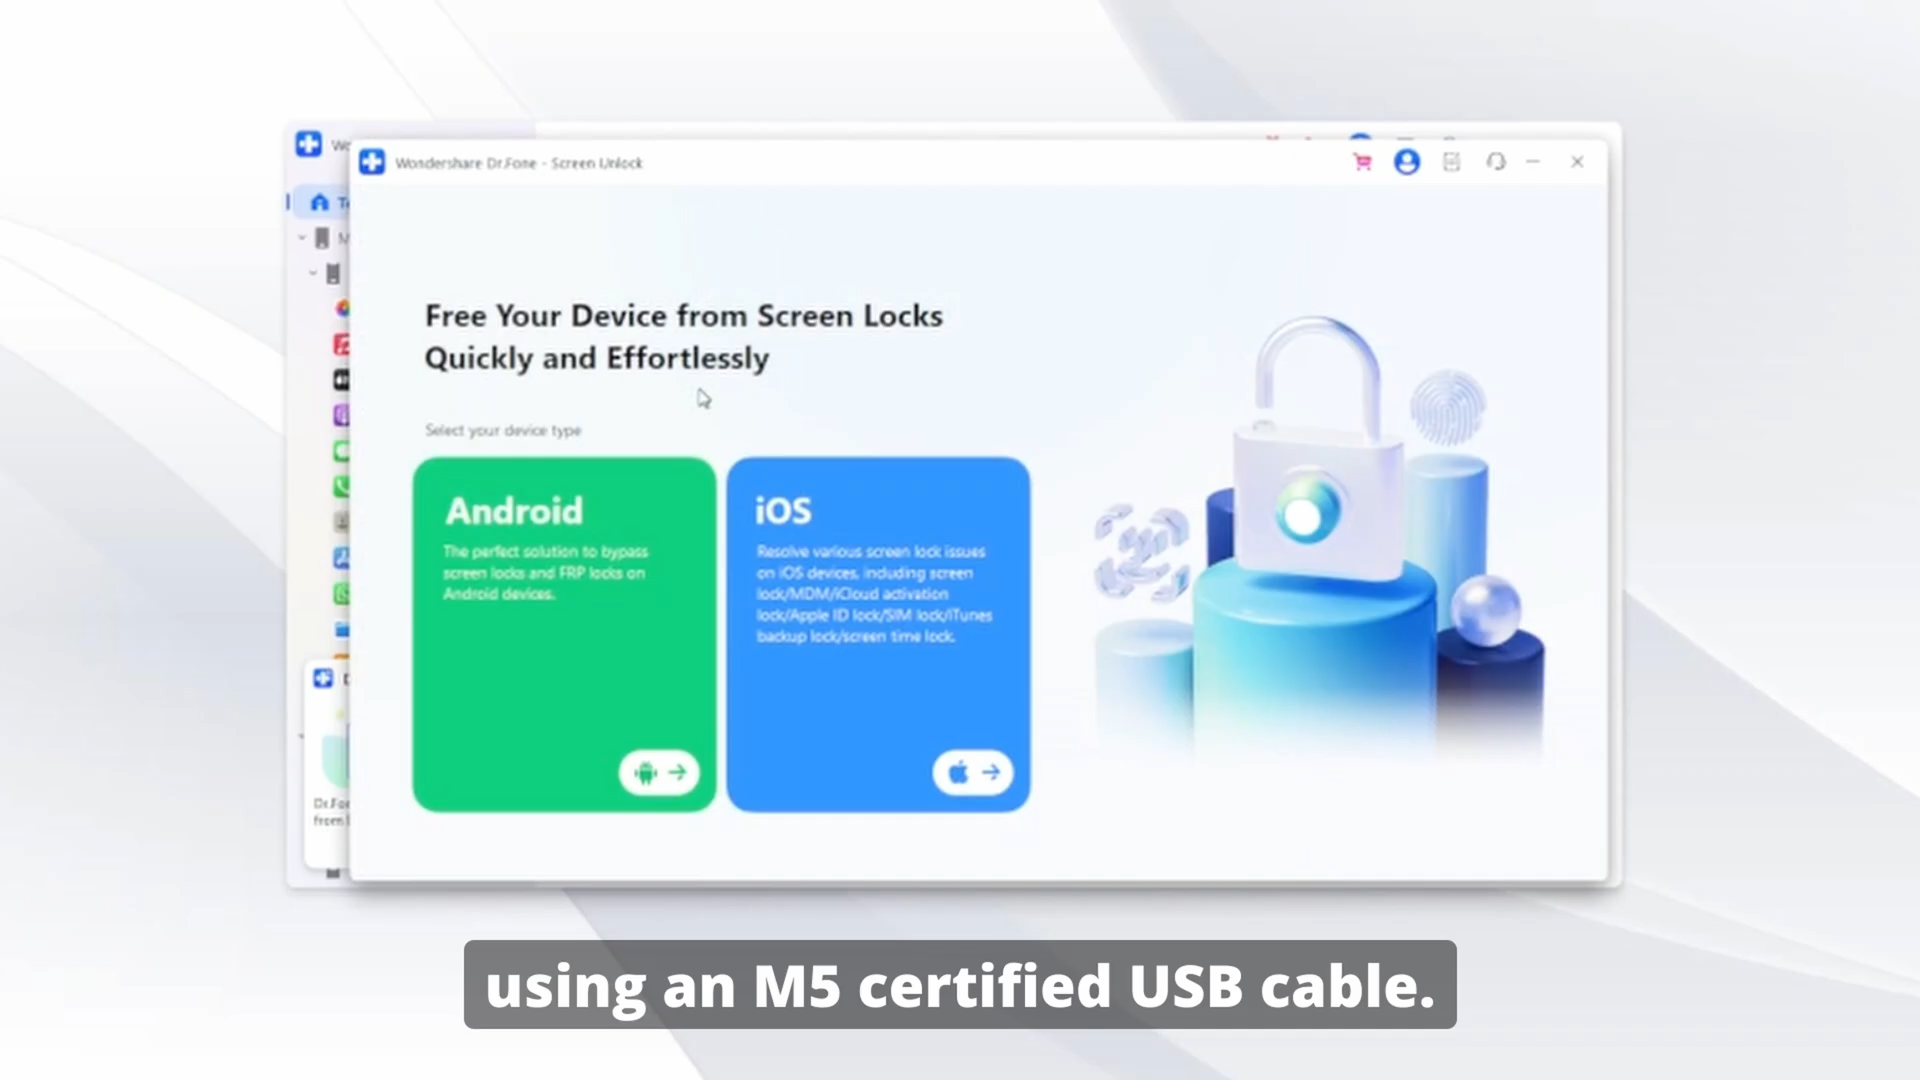 Wondershare Dr.Fone - Screen Unlock
Free Your Device from Screen Locks
Quickly and Effortlessly
Select your device type
Android
The perfect solution to bypass
screen locks and FRP locks on
Android devices.
iOS
Resolve various screen lock issues
on iOS devices, including screen
lock/MDM/iCloud activation
lock/Apple ID lock/SIM lock/iTunes
backup lock/screen time lock.
from
using an M5 certified USB cable.